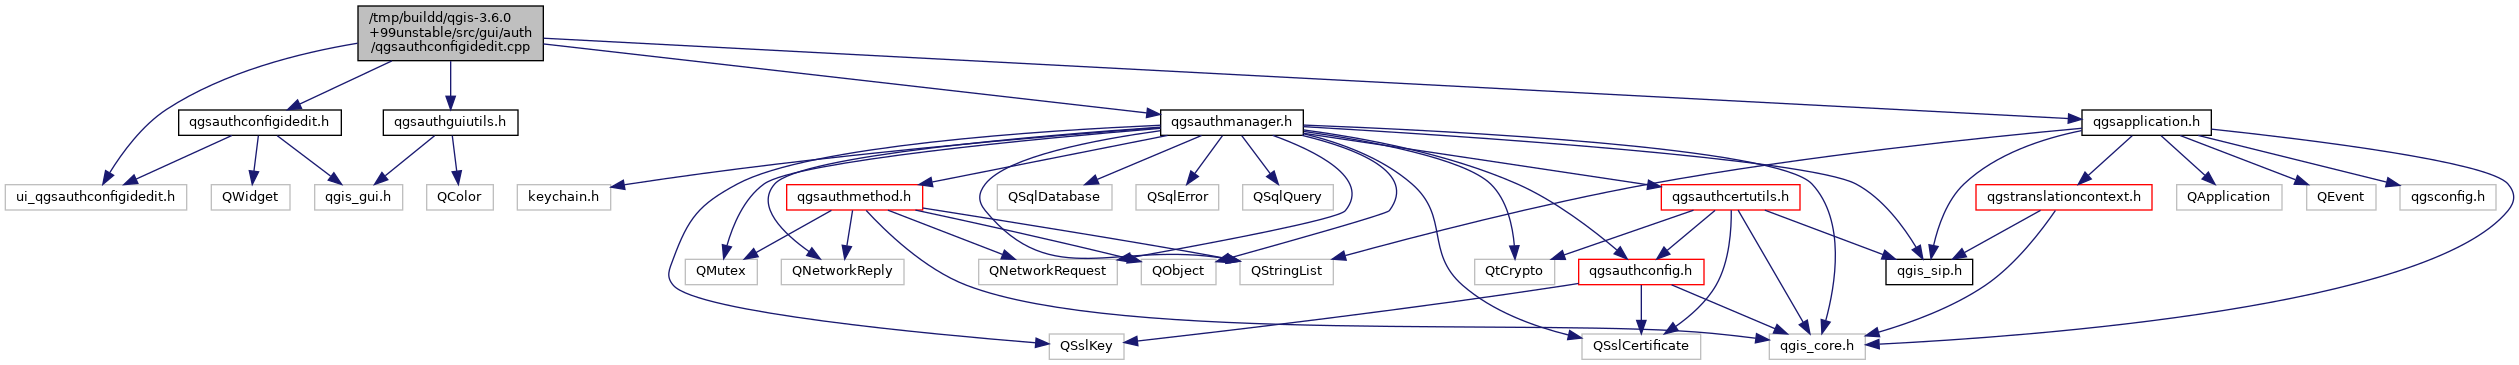 /tmp/buildd/qgis-3.6.0
+99unstable/src/gui/auth
/qgsauthconfigidedit.cpp
qgsauthconfigidedit.h
qgsauthguiutils.h
qgsauthmanager.h
qgsapplication.h
ui_qgsauthconfigidedit.h
QWidget
qgis_gui.h
QColor
keychain.h
qgsauthmethod.h
QSqlDatabase
QSqlError
QSqlQuery
qgsauthcertutils.h
qgstranslationcontext.h
QApplication
QEvent
qgsconfig.h
QMutex
QNetworkReply
QNetworkRequest
QObject
QStringList
QtCrypto
qgsauthconfig.h
qgis_sip.h
QSslKey
QSslCertificate
qgis_core.h